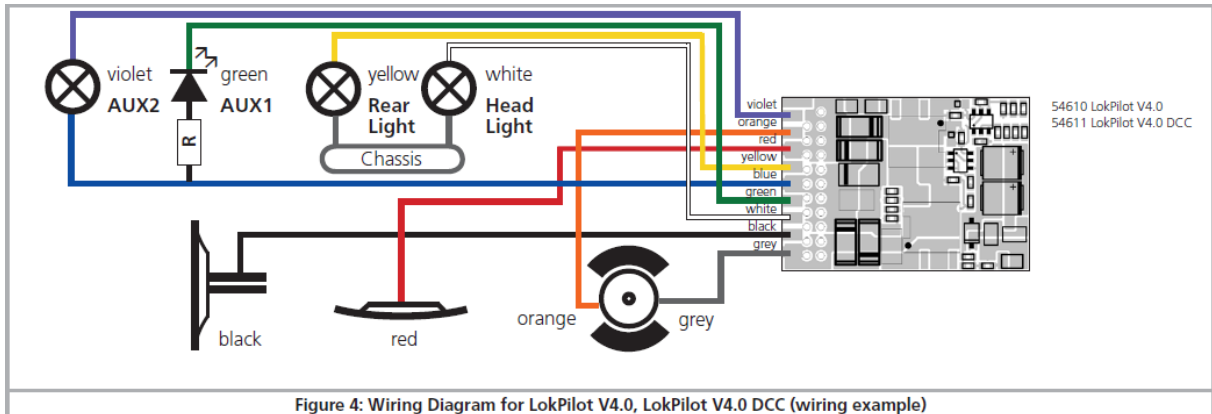 violet
AUX2
green
AUX1
yellow
Rear
Light
white
Head
Light
Chassis
R
violet
orange
red
yellow
blue
green
white
black
grey
54610 LokPilot V4.0
54611 LokPilot V4.0 DCC
+
+
black
red
orange
grey
Figure 4: Wiring Diagram for LokPilot V4.0, LokPilot V4.0 DCC (wiring example)